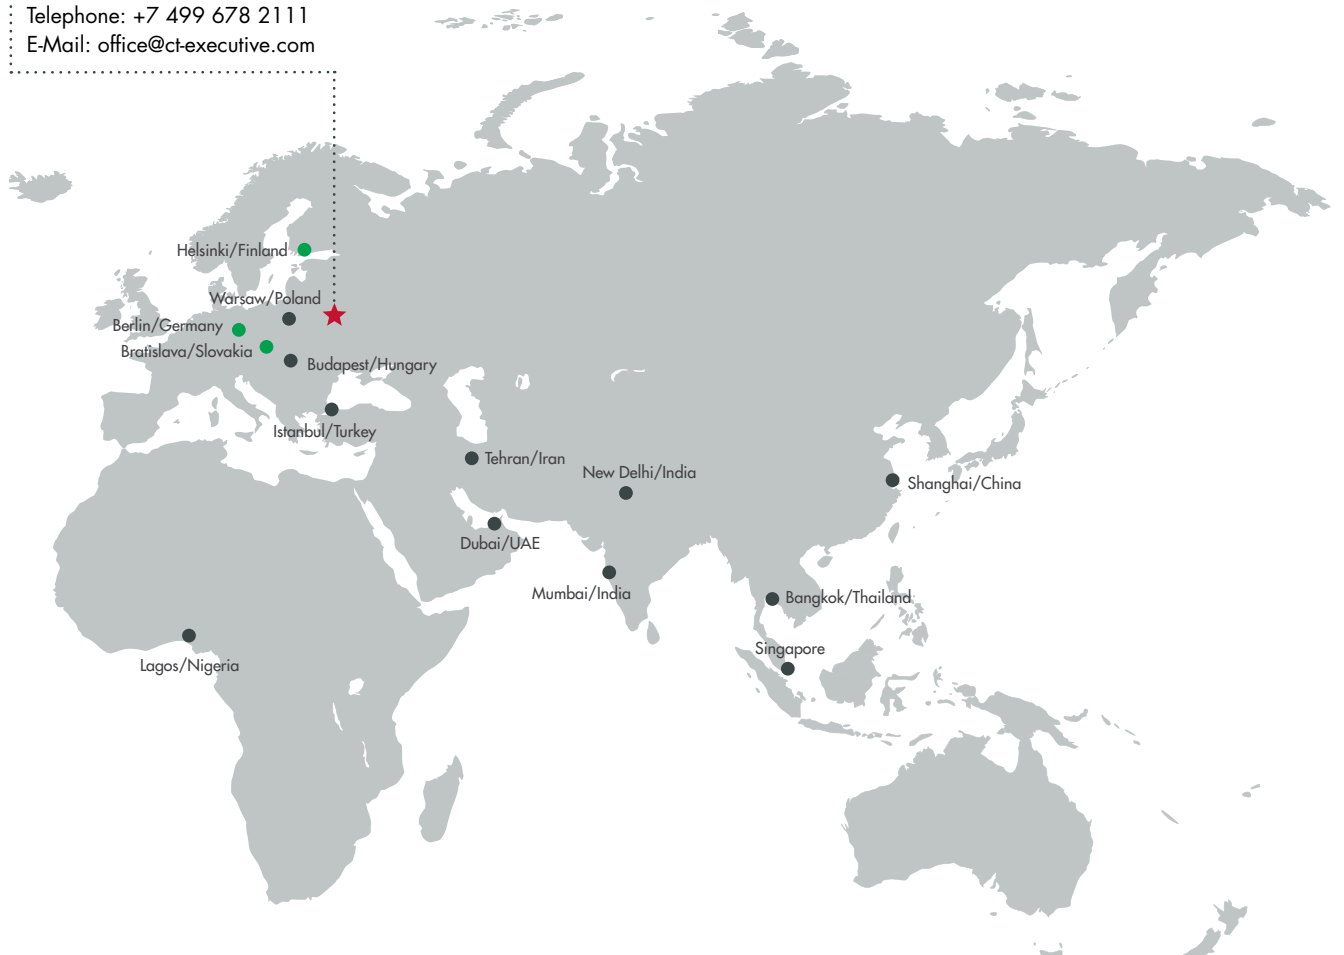 Telephone: +7 499 678 2111
E-Mail: office@ct-executive.com
Helsinki/Finland
Warsaw/Poland
Berlin/Germany
Bratislava/Slovakia
Budapest/Hungary
Istanbul/Turkey
Tehran/Iran
New Delhi/India
Shanghai/China
Dubai/UAE
Mumbai/India
Bangkok/Thailand
Singapore
Lagos/Nigeria